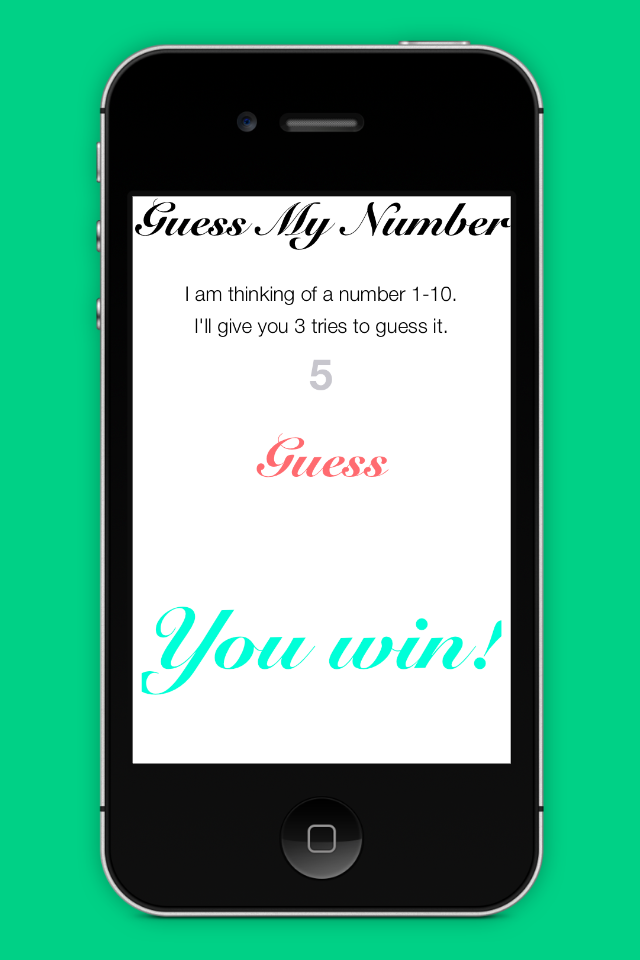 Guess My Number
I am thinking of a number 1-10.
I'll give you 3 tries to guess it.
5
Guess
You win!